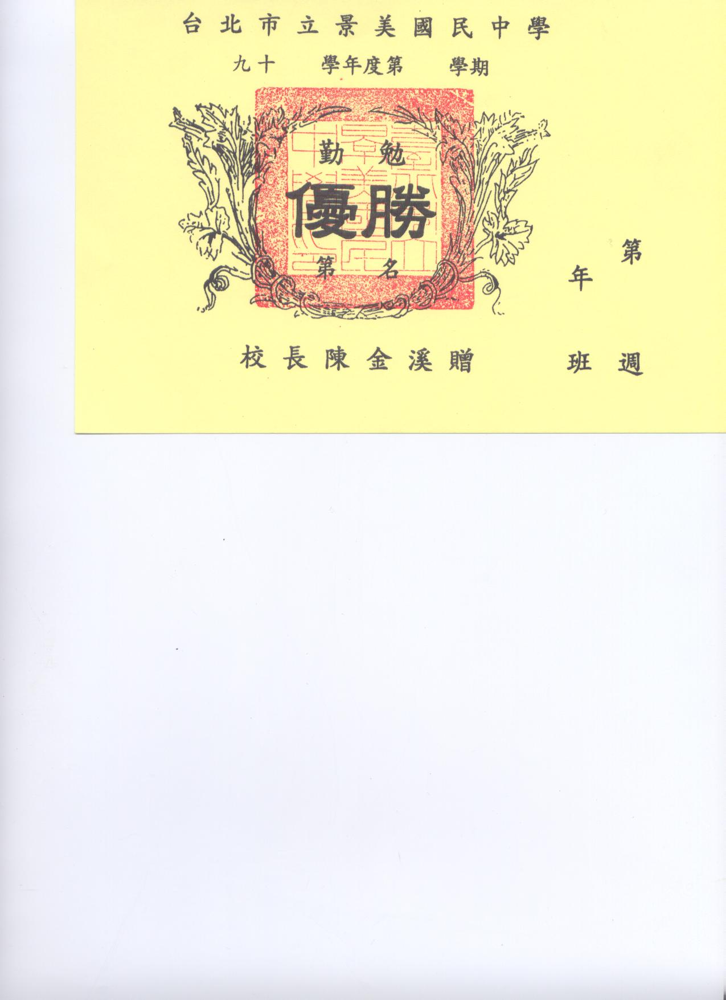 台北市立景美國民中學
九十　　學年度第　　學期
勤勉
優勝
第　　名
第　　週
年　　班
校長陳金溪贈